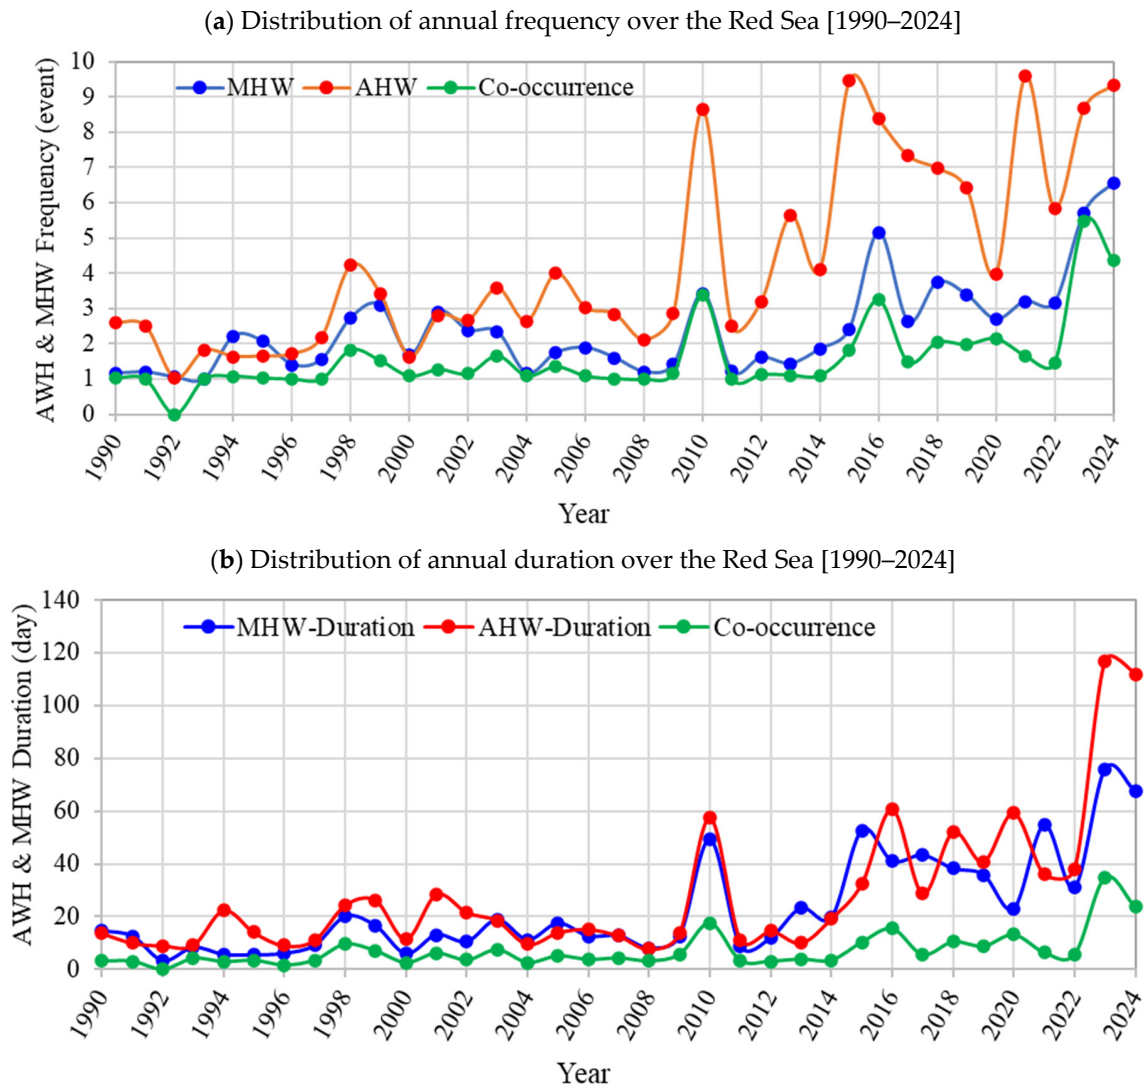 (a) Distribution of annual frequency over the Red Sea [1990–2024]
AWH & MHW Frequency (event)
10
9
8
7
6
5
4
3
2
1
0
MHW AHW Co-occurrence
1990 1992 1994 1996 1998 2000 2002 2004 2006 2008 2010 2012 2014 2016 2018 2020 2022 2024
Year
(b) Distribution of annual duration over the Red Sea [1990–2024]
AWH & MHW Duration (day)
140
120
100
80
60
40
20
0
MHW-Duration AHW-Duration Co-occurrence
1990 1992 1994 1996 1998 2000 2002 2004 2006 2008 2010 2012 2014 2016 2018 2020 2022 2024
Year